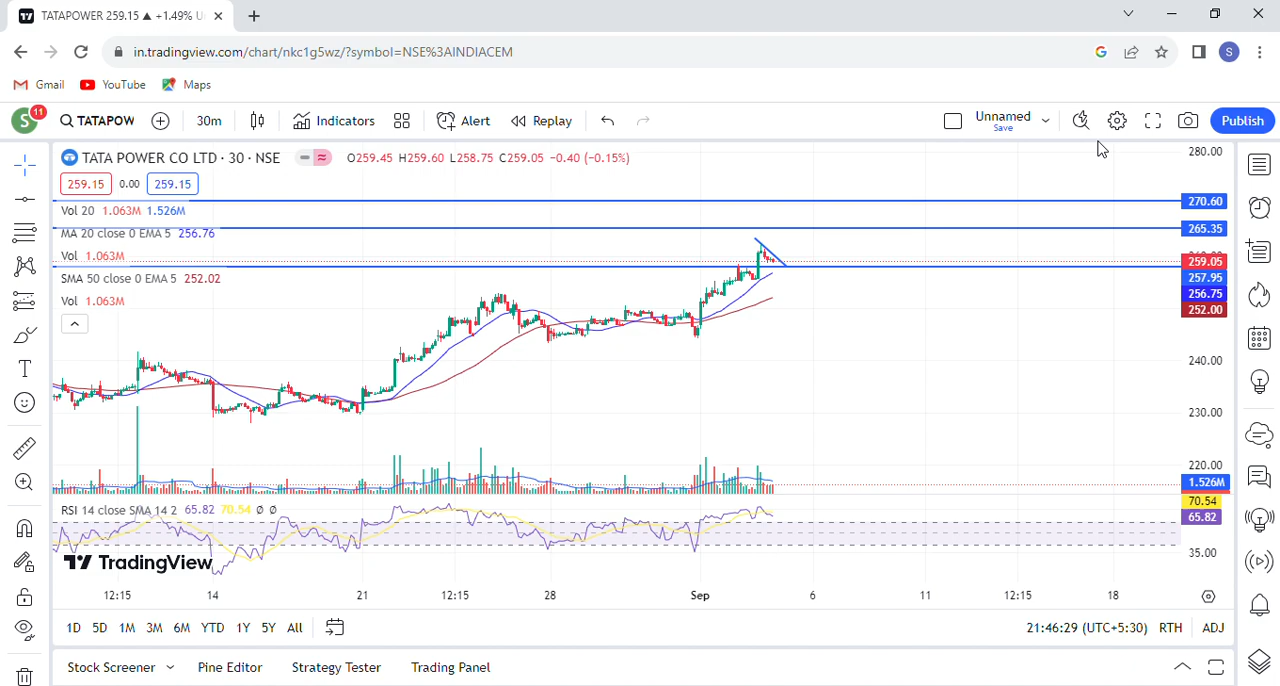 TATAPOWER 259.15 ▲ +1.49% U
in.tradingview.com/chart/nkc1g5wz/?symbol=NSE%3AINDIACEM
S
Gmail YouTube Maps
S 11 TATAPOW 30m Indicators Alert Replay Unnamed Save Publish
TATA POWER CO LTD · 30 · NSE O259.45 H259.60 L258.75 C259.05 −0.40 (−0.15%)
259.15 0.00 259.15
Vol 20 1.063M 1.526M
MA 20 close 0 EMA 5 256.76
Vol 1.063M
SMA 50 close 0 EMA 5 252.02
Vol 1.063M
280.00
270.60
265.35
259.05
257.95
256.75
252.00
240.00
230.00
220.00
1.526M
RSI 14 close SMA 14 2 65.82 70.54 Ø Ø
70.54
65.82
35.00
TradingView
12:15 14 21 12:15 28 Sep 6 11 12:15 18
1D 5D 1M 3M 6M YTD 1Y 5Y All 21:46:29 (UTC+5:30) RTH ADJ
Stock Screener Pine Editor Strategy Tester Trading Panel